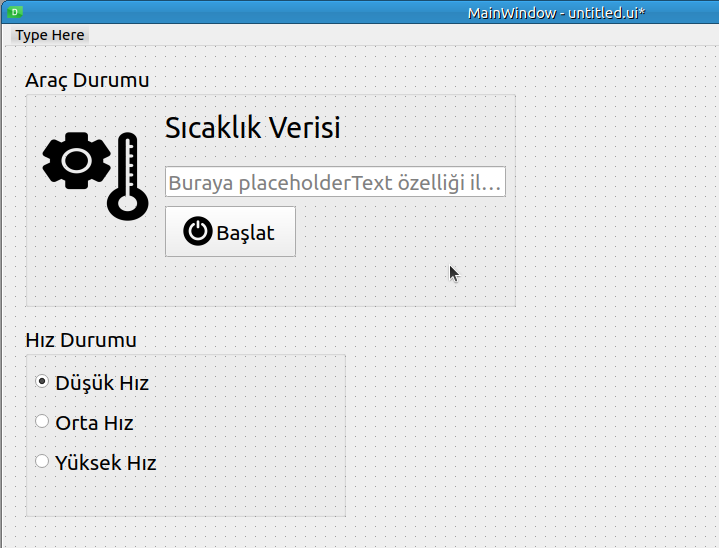 D
MainWindow - untitled.ui*
Type Here
Araç Durumu
Sıcaklık Verisi
Buraya placeholderText özelliği il...
Başlat
Hız Durumu
Düşük Hız
Orta Hız
Yüksek Hız